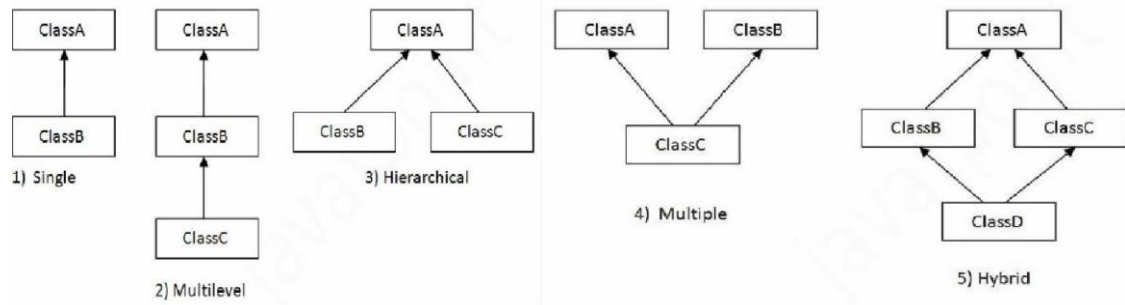 ClassA
ClassB
1) Single
ClassA
ClassB
ClassC
2) Multilevel
ClassA
ClassB
ClassC
3) Hierarchical
ClassA
ClassB
ClassC
4) Multiple
ClassA
ClassB
ClassC
ClassD
5) Hybrid